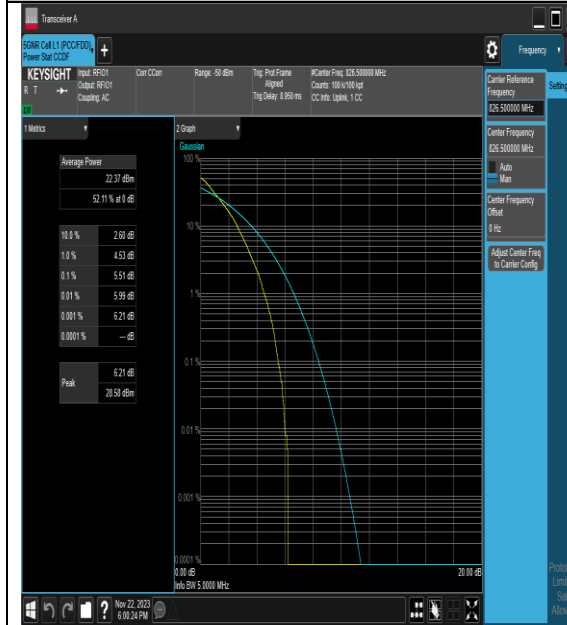 Transceiver A
5GNR Cell L1 (PCC/FDD),
Power Stat CCDF
Frequency
KEYSIGHT
R T
Input: RFIO1
Output: RFIO1
Coupling: AC
Corr CCorr
Range: -50 dBm
Trig: Prot Frame
Aligned
Trig Delay: 8.950 ms
#Center Freq: 826.500000 MHz
Counts: 100 k/100 kpt
CC Info: Uplink, 1 CC
Carrier Reference
Frequency
826.500000 MHz
Setting
Center Frequency
826.500000 MHz
Auto
Man
Center Frequency
Offset
0 Hz
Adjust Center Freq
to Carrier Config
1 Metrics
Average Power
22.37 dBm
52.11 % at 0 dB
10.0 % 2.60 dB
1.0 % 4.53 dB
0.1 % 5.51 dB
0.01 % 5.99 dB
0.001 % 6.21 dB
0.0001 % --- dB
Peak
6.21 dB
28.58 dBm
2 Graph
Gaussian
100 %
10 %
1 %
0.1 %
0.01 %
0.001 %
0.0001 %
0.00 dB
20.00 dB
Info BW 5.0000 MHz
Nov 22, 2023
6:00:24 PM